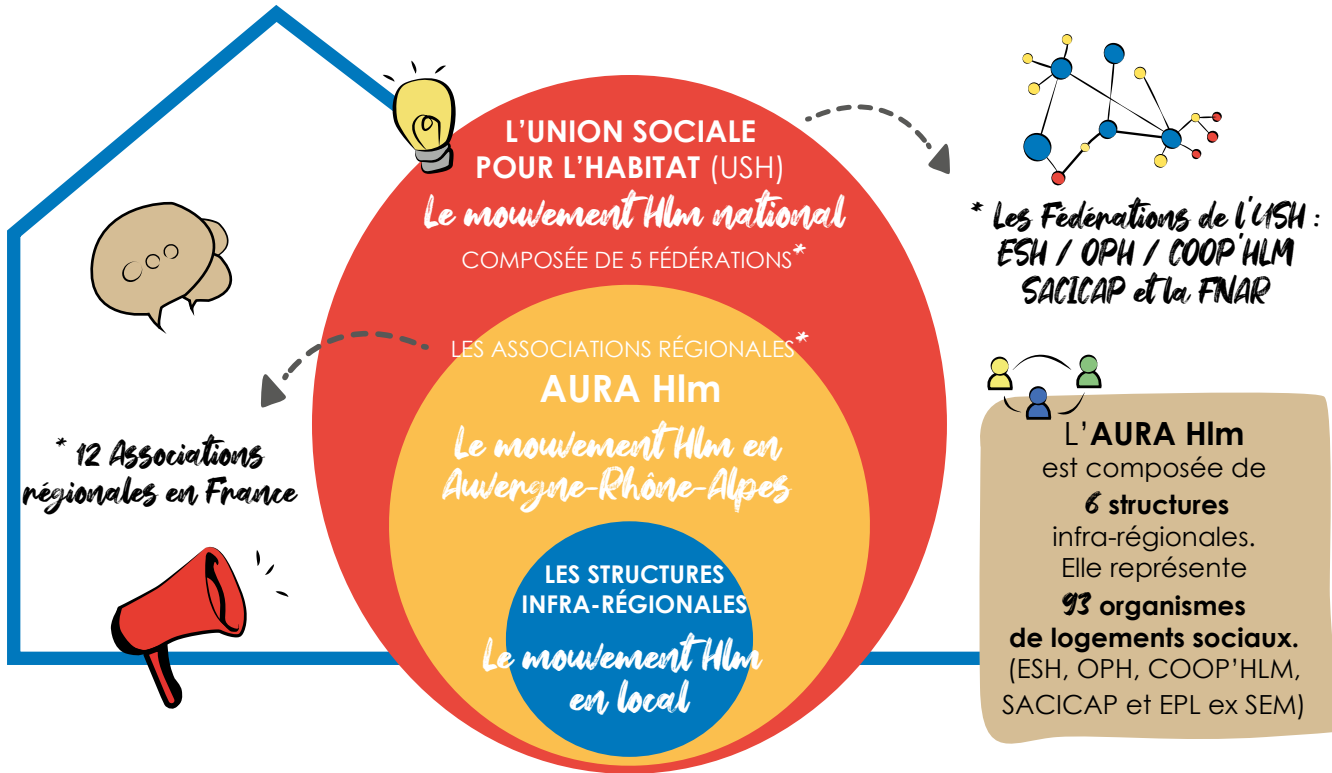 L'UNION SOCIALE
POUR L'HABITAT (USH)
Le mouvement Hlm national
COMPOSÉE DE 5 FÉDÉRATIONS*
* Les Fédérations de l'USH :
ESH / OPH / COOP'HLM
SACICAP et la FNAR
LES ASSOCIATIONS RÉGIONALES*
AURA Hlm
Le mouvement Hlm en
Auvergne-Rhône-Alpes
* 12 Associations
régionales en France
LES STRUCTURES
INFRA-RÉGIONALES
Le mouvement Hlm
en local
L'AURA Hlm
est composée de
6 structures
infra-régionales.
Elle représente
93 organismes
de logements sociaux.
(ESH, OPH, COOP'HLM,
SACICAP et EPL ex SEM)